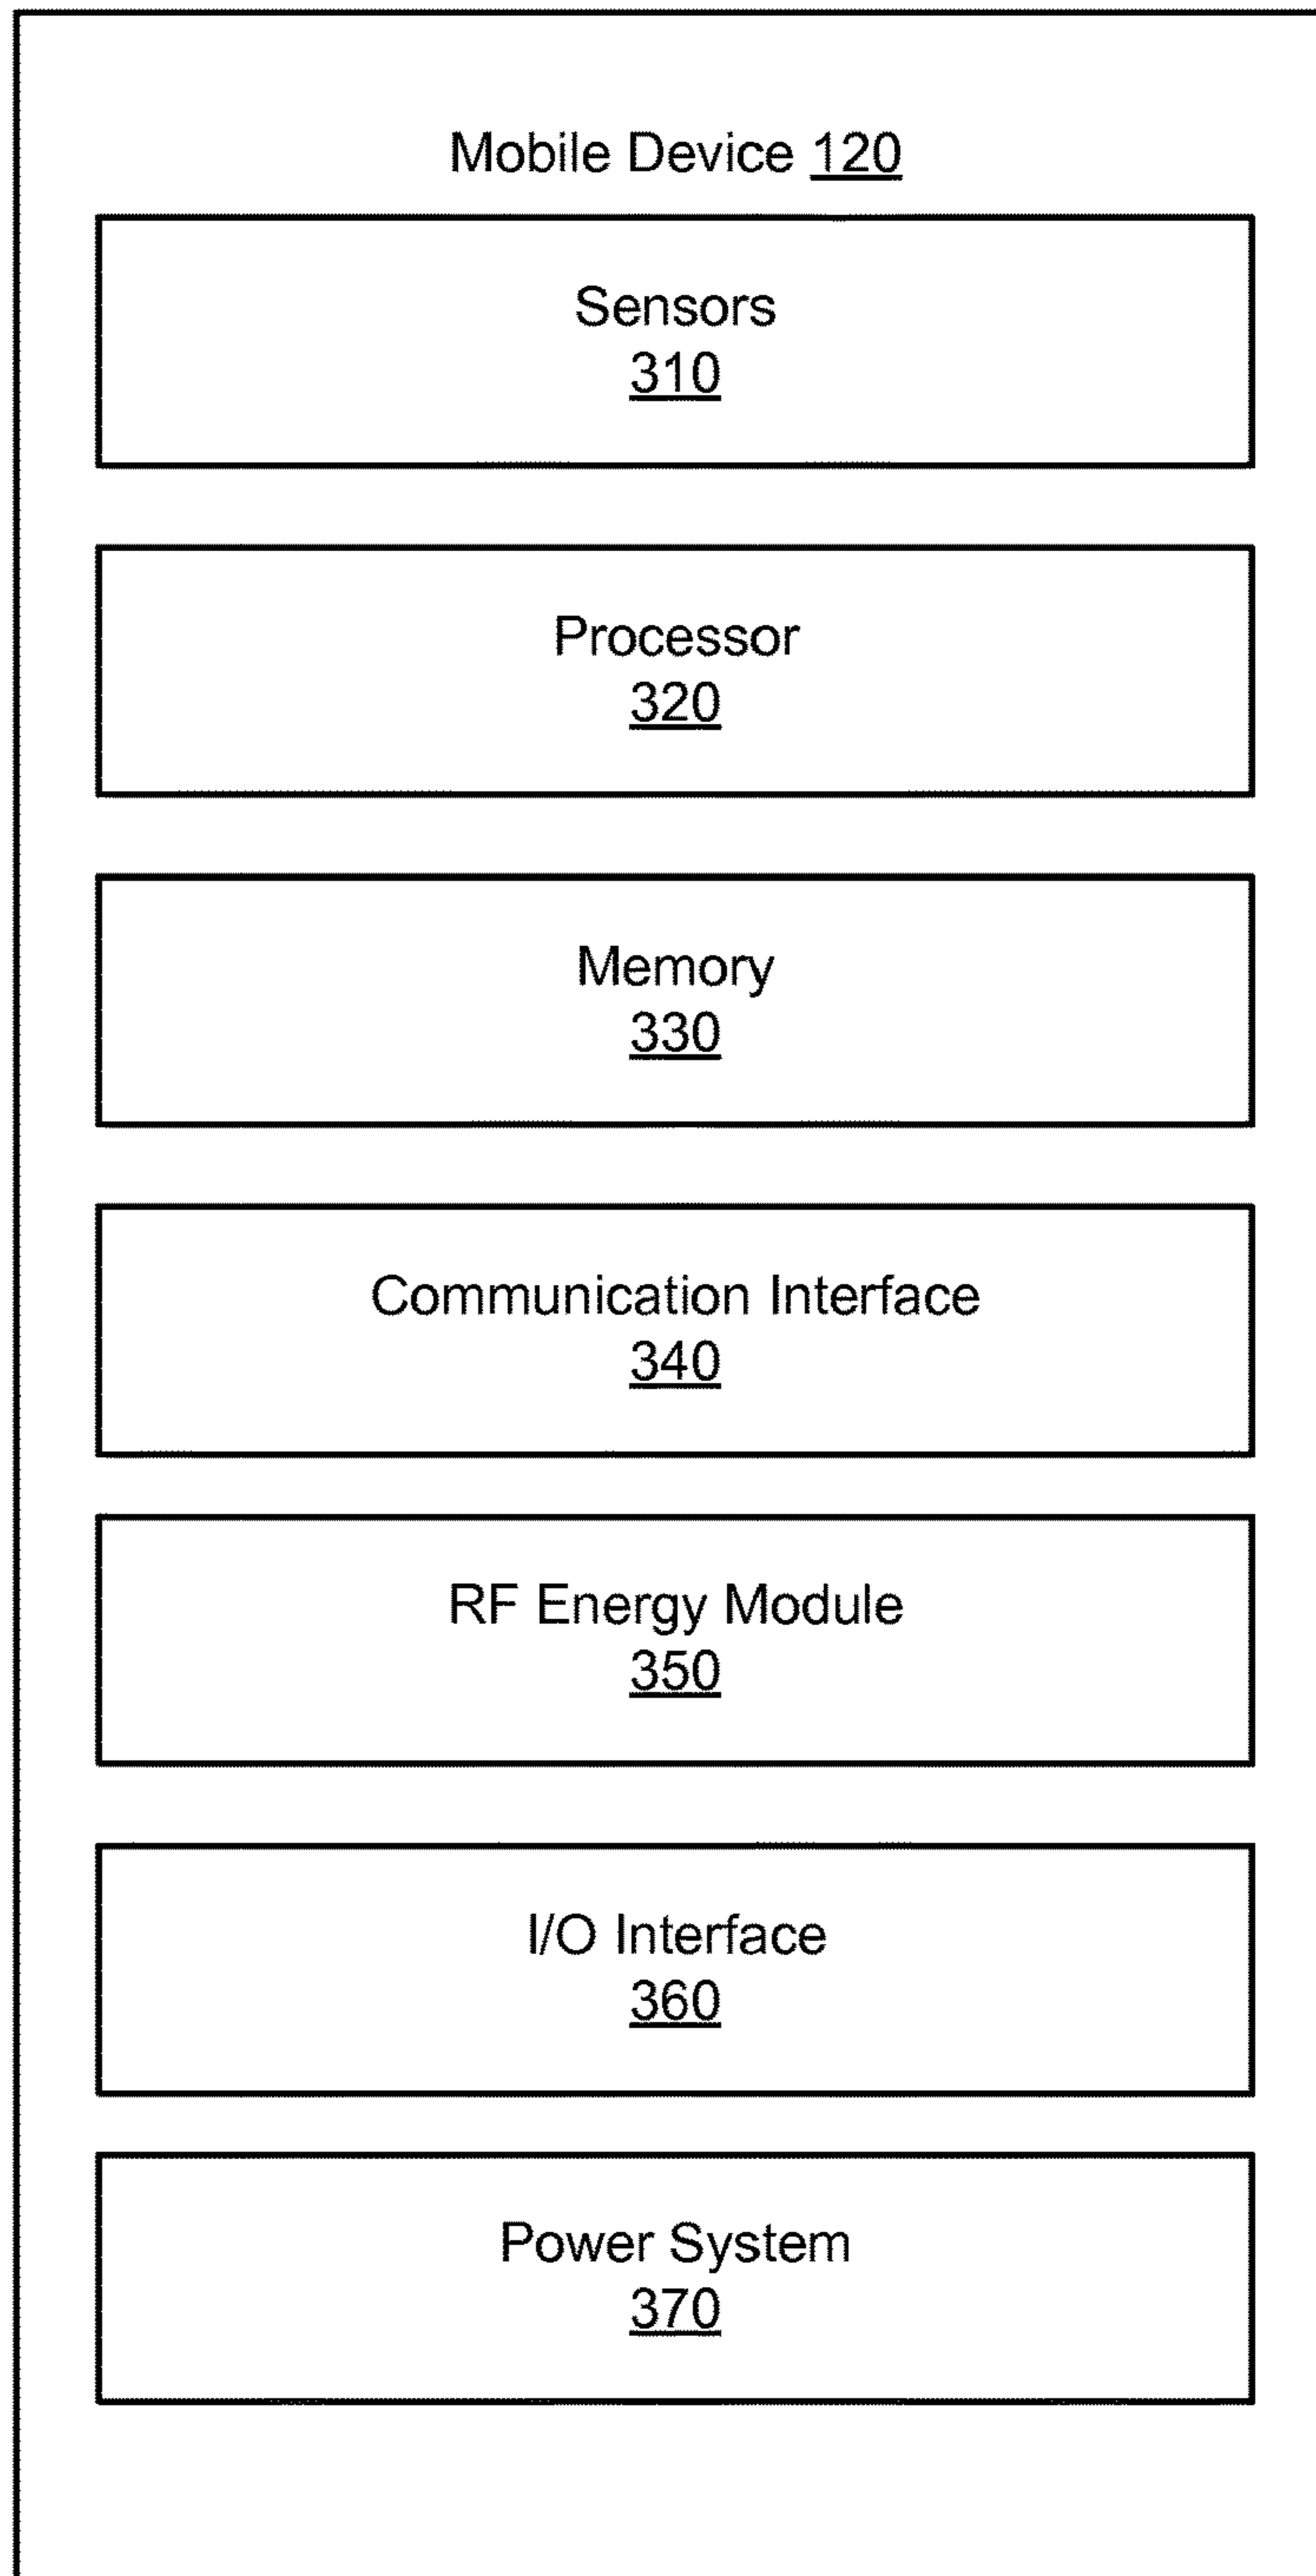 Mobile Device 120
Sensors
310
Processor
320
Memory
330
Communication Interface
340
RF Energy Module
350
I/O Interface
360
Power System
370